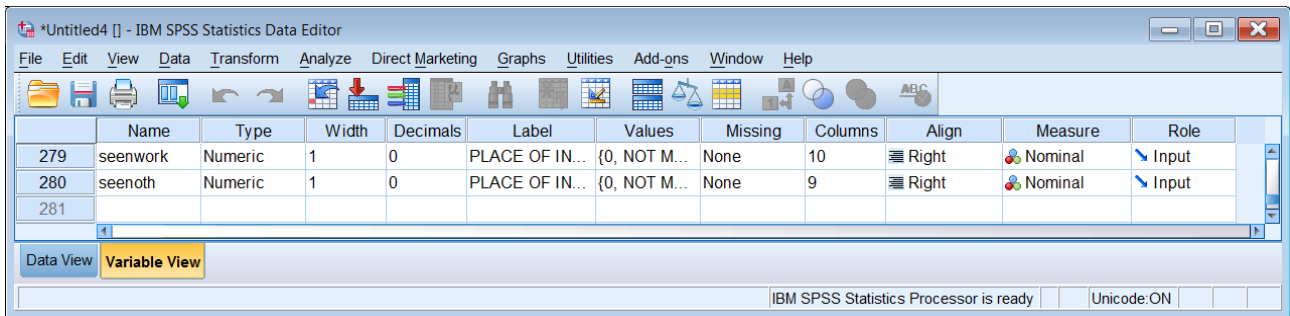 *Untitled4 [] - IBM SPSS Statistics Data Editor
File Edit View Data Transform Analyze Direct Marketing Graphs Utilities Add-ons Window Help
Name Type Width Decimals Label Values Missing Columns Align Measure Role
279 seenwork Numeric 1 0 PLACE OF IN... {0, NOT M... None 10 Right Nominal Input
280 seenoth Numeric 1 0 PLACE OF IN... {0, NOT M... None 9 Right Nominal Input
281
Data View Variable View
IBM SPSS Statistics Processor is ready Unicode:ON